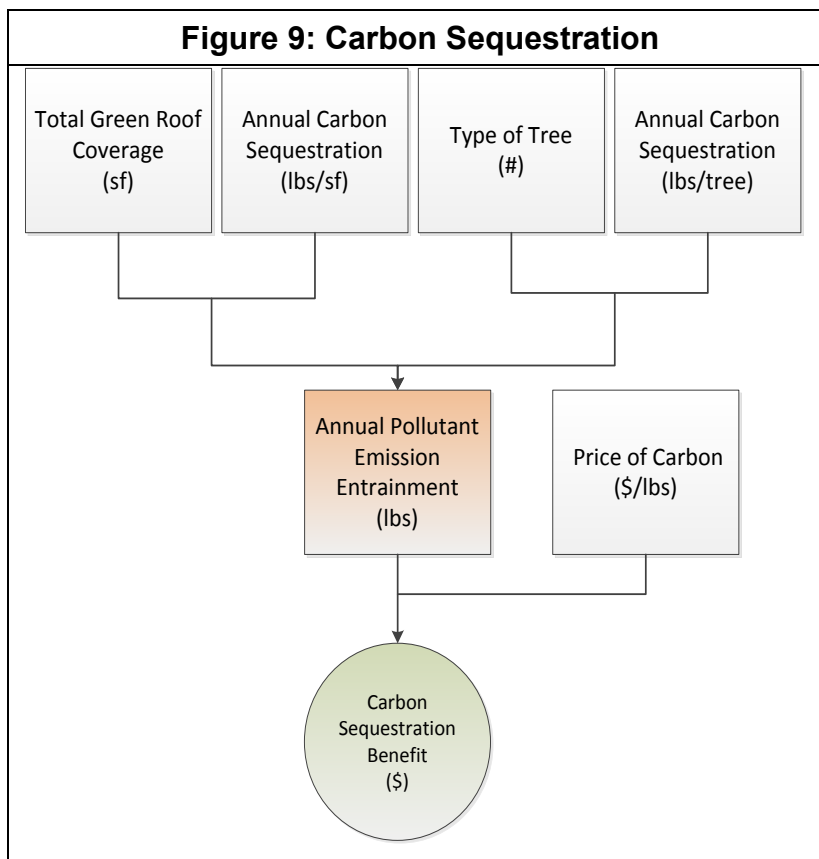 Figure 9: Carbon Sequestration
Total Green Roof
Coverage
(sf)
Annual Carbon
Sequestration
(lbs/sf)
Type of Tree
(#)
Annual Carbon
Sequestration
(lbs/tree)
Annual Pollutant
Emission
Entrainment
(lbs)
Price of Carbon
($/lbs)
Carbon
Sequestration
Benefit
($)